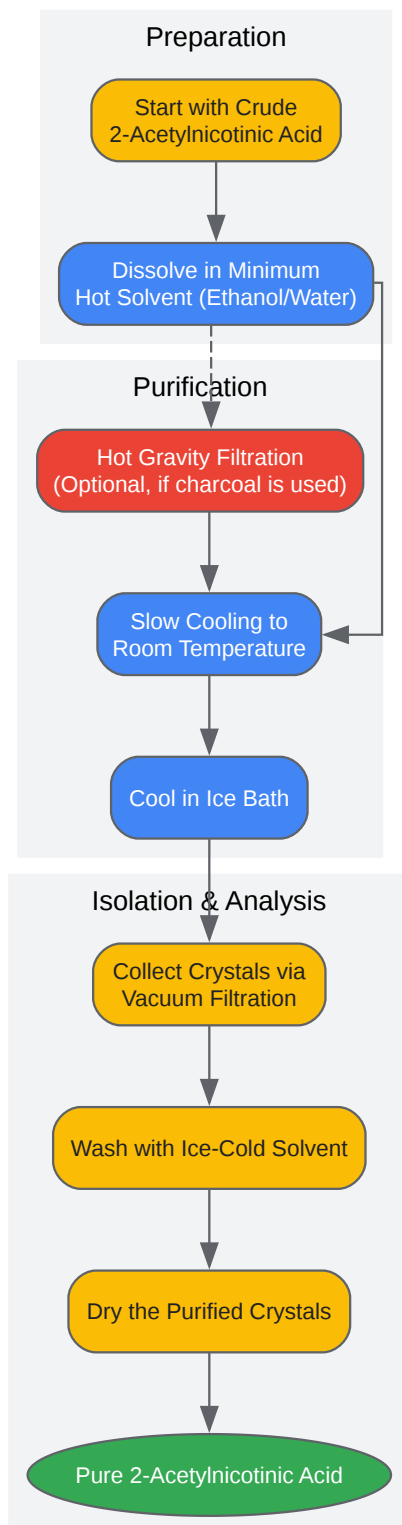 Preparation
Start with Crude
2-Acetylnicotinic Acid
Dissolve in Minimum
Hot Solvent (Ethanol/Water)
Purification
Hot Gravity Filtration
(Optional, if charcoal is used)
Slow Cooling to
Room Temperature
Cool in Ice Bath
Isolation & Analysis
Collect Crystals via
Vacuum Filtration
Wash with Ice-Cold Solvent
Dry the Purified Crystals
Pure 2-Acetylnicotinic Acid